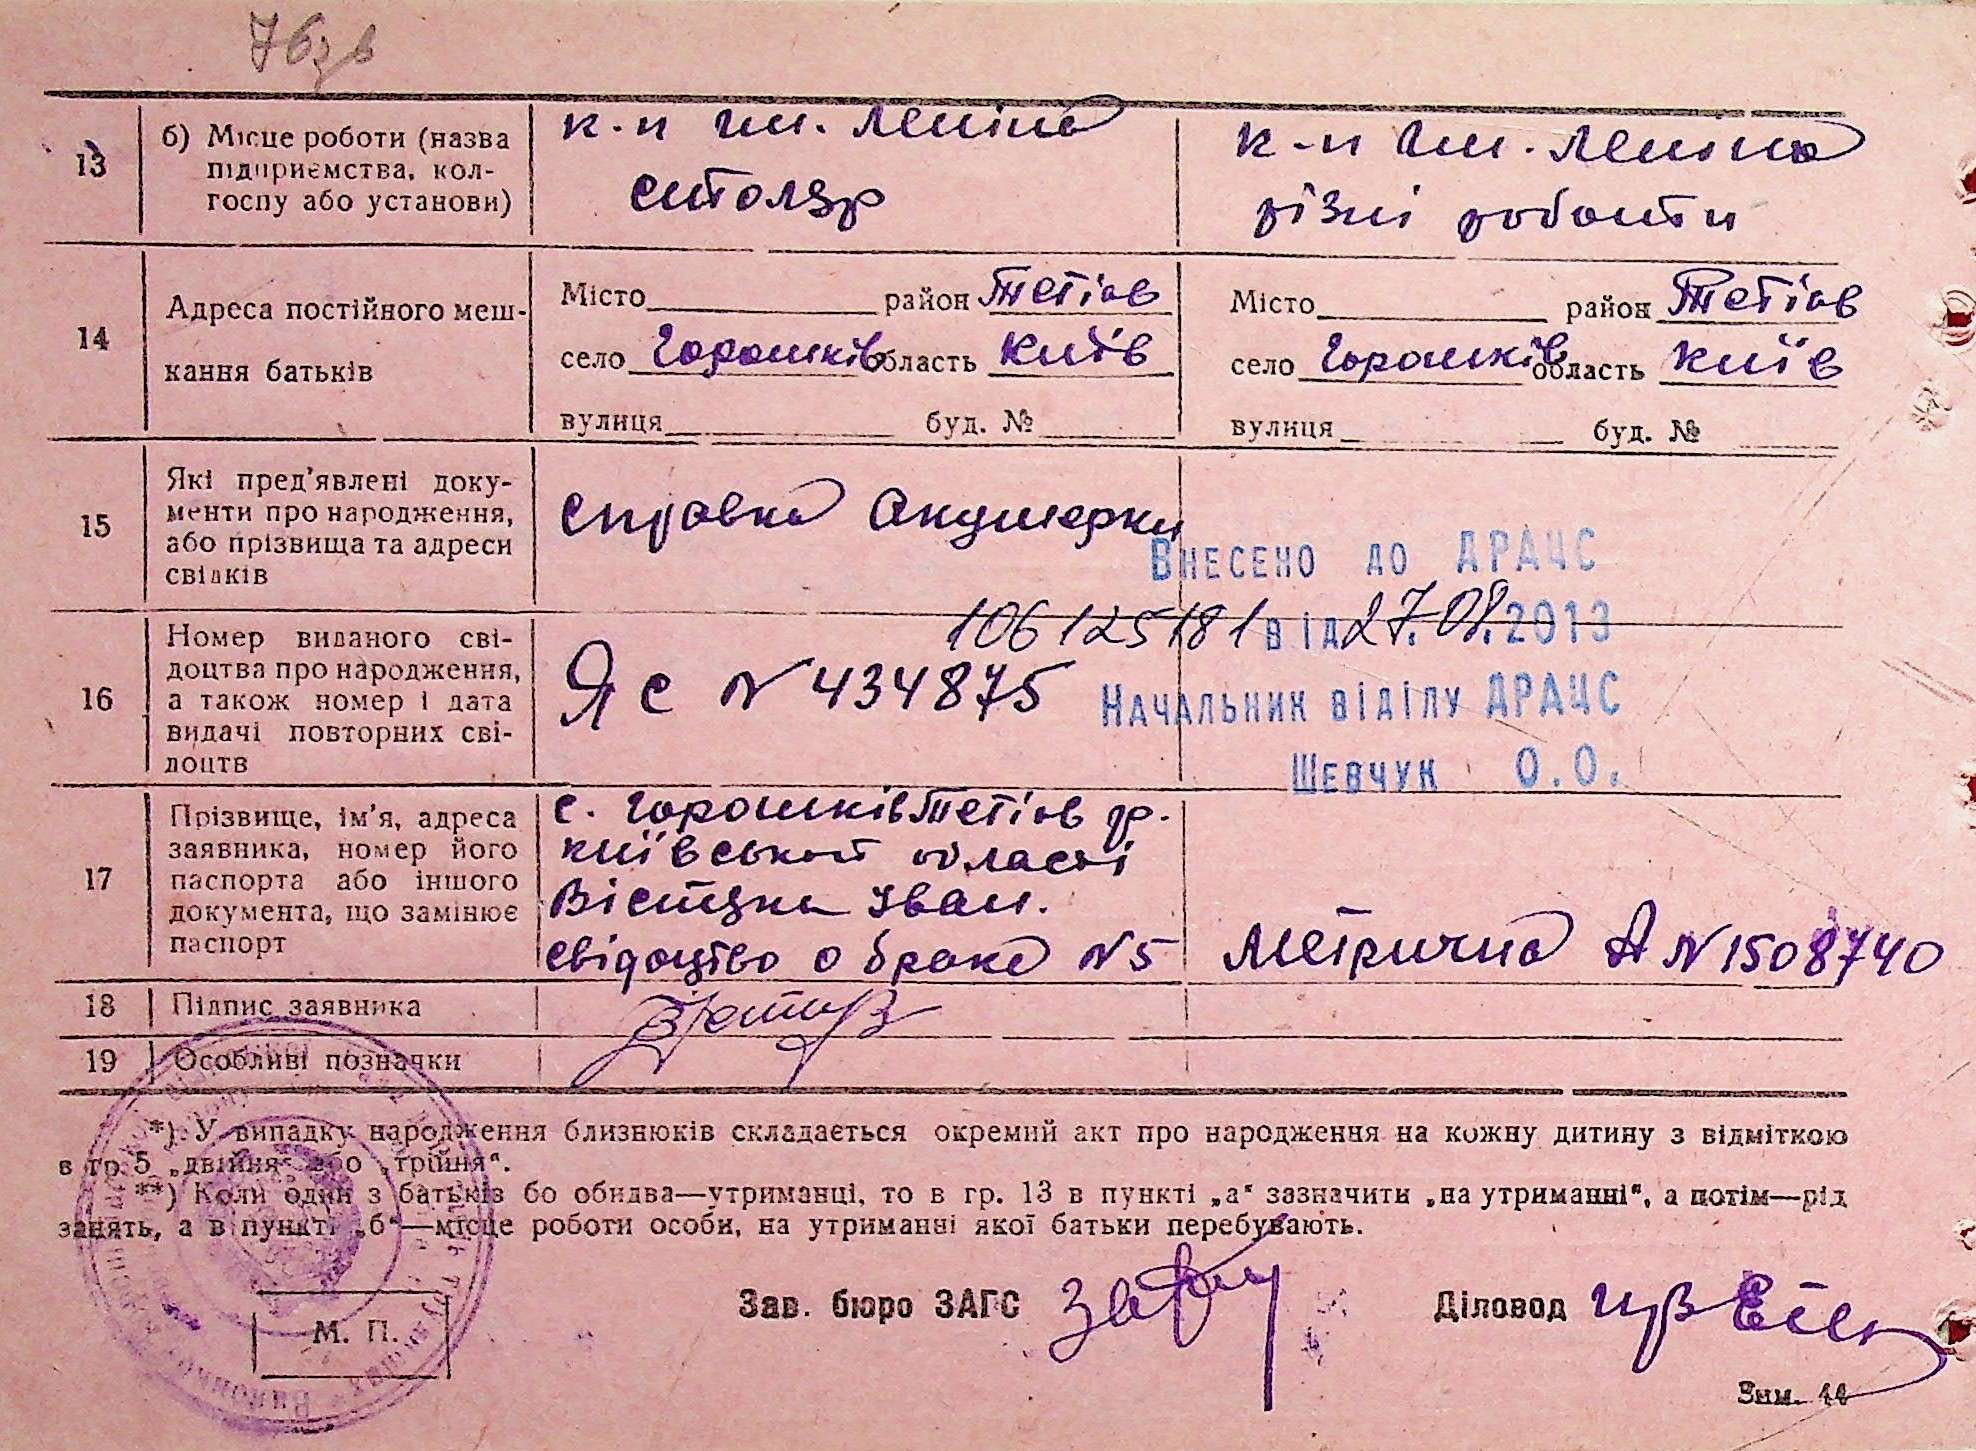 76зв
13
б) Місце роботи (назва
підприємства, кол-
госпу або установи)
к-п ім. Леніна
столяр
к-п ім. Леніна
різні роботи
14
Адреса постійного меш-
кання батьків
Місто район Тетіїв
село Горошків область Київ
вулиця буд. №
Місто район Тетіїв
село Горошків область Київ
вулиця буд. №
15
Які пред'явлені доку-
менти про народження,
або прізвища та адреси
свідків
справка акушерки
Внесено до ДРАЦС
106125181 від 27.08.2013
Начальник відділу ДРАЦС
Шевчук О.О.
16
Номер виданого сві-
доцтва про народження,
а також номер і дата
видачі повторних сві-
доцтв
Яс N 434875
17
Прізвище, ім'я, адреса
заявника, номер його
паспорта або іншого
документа, що замінює
паспорт
с. Горошків Тетіїв р.
Київської області
Іван.
свідоцтво о браке N5
Метрична А N 1508740
18
Підпис заявника
19
Особливі позначки
*) У випадку народження близнюків складається окремий акт про народження на кожну дитину з відміткою
в гр. 5 „двійня" або „трійня".
**) Коли один з батьків бо обидва—утриманці, то в гр. 13 в пункті „а" зазначити „на утриманні", а потім—рід
занять, а в пункті „б"—місце роботи особи, на утриманні якої батьки перебувають.
Зав. бюро ЗАГС
Діловод
М. П.
Знм. 44